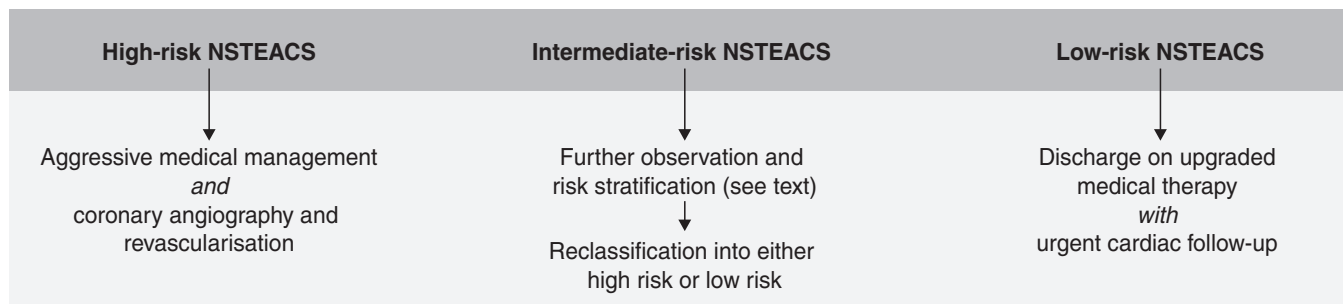 High-risk NSTEACS
Aggressive medical management
and
coronary angiography and
revascularisation
Intermediate-risk NSTEACS
Further observation and
risk stratification (see text)
Reclassification into either
high risk or low risk
Low-risk NSTEACS
Discharge on upgraded
medical therapy
with
urgent cardiac follow-up